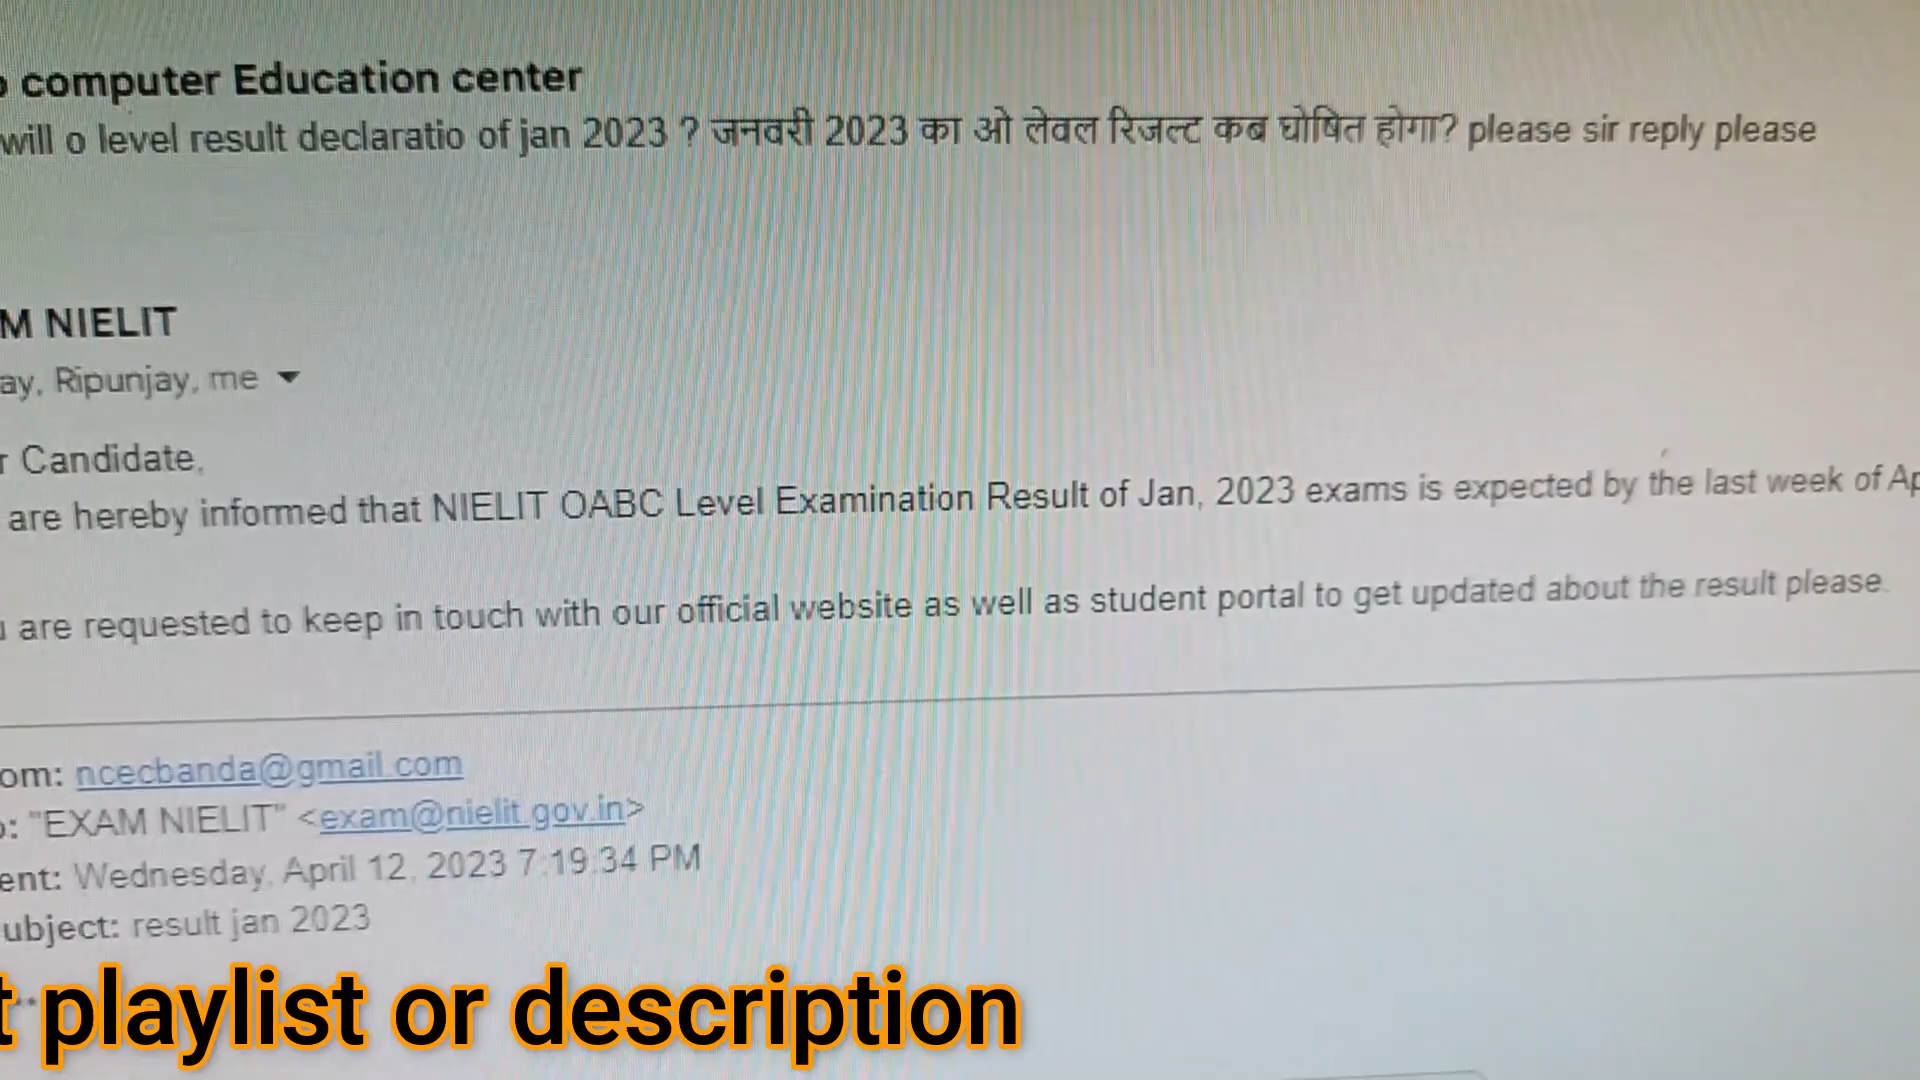 computer Education center
will o level result declaratio of jan 2023 ? जनवरी 2023 का ओ लेवल रिजल्ट कब घोषित होगा? please sir reply please
M NIELIT
ay, Ripunjay, me
r Candidate,
are hereby informed that NIELIT OABC Level Examination Result of Jan, 2023 exams is expected by the last week of Ap
are requested to keep in touch with our official website as well as student portal to get updated about the result please.
om: ncecbanda@gmail.com
o: "EXAM NIELIT" <exam@nielit.gov.in>
ent: Wednesday, April 12, 2023 7:19:34 PM
ubject: result jan 2023
t playlist or description